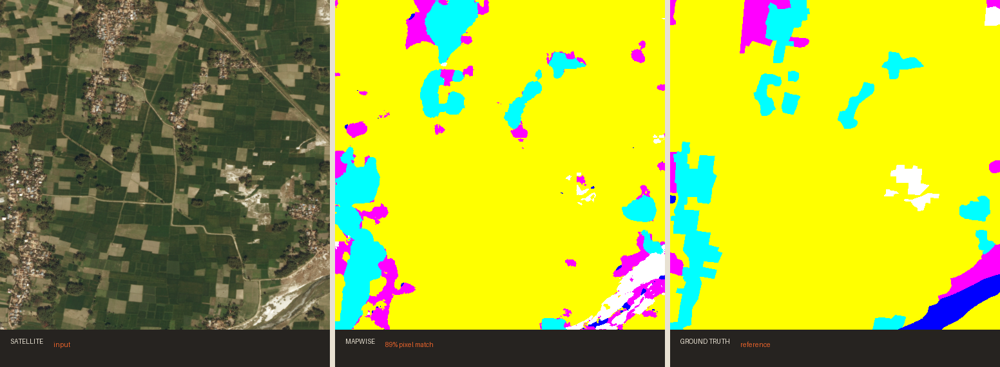 SATELLITE input
MAPWISE 89% pixel match
GROUND TRUTH reference